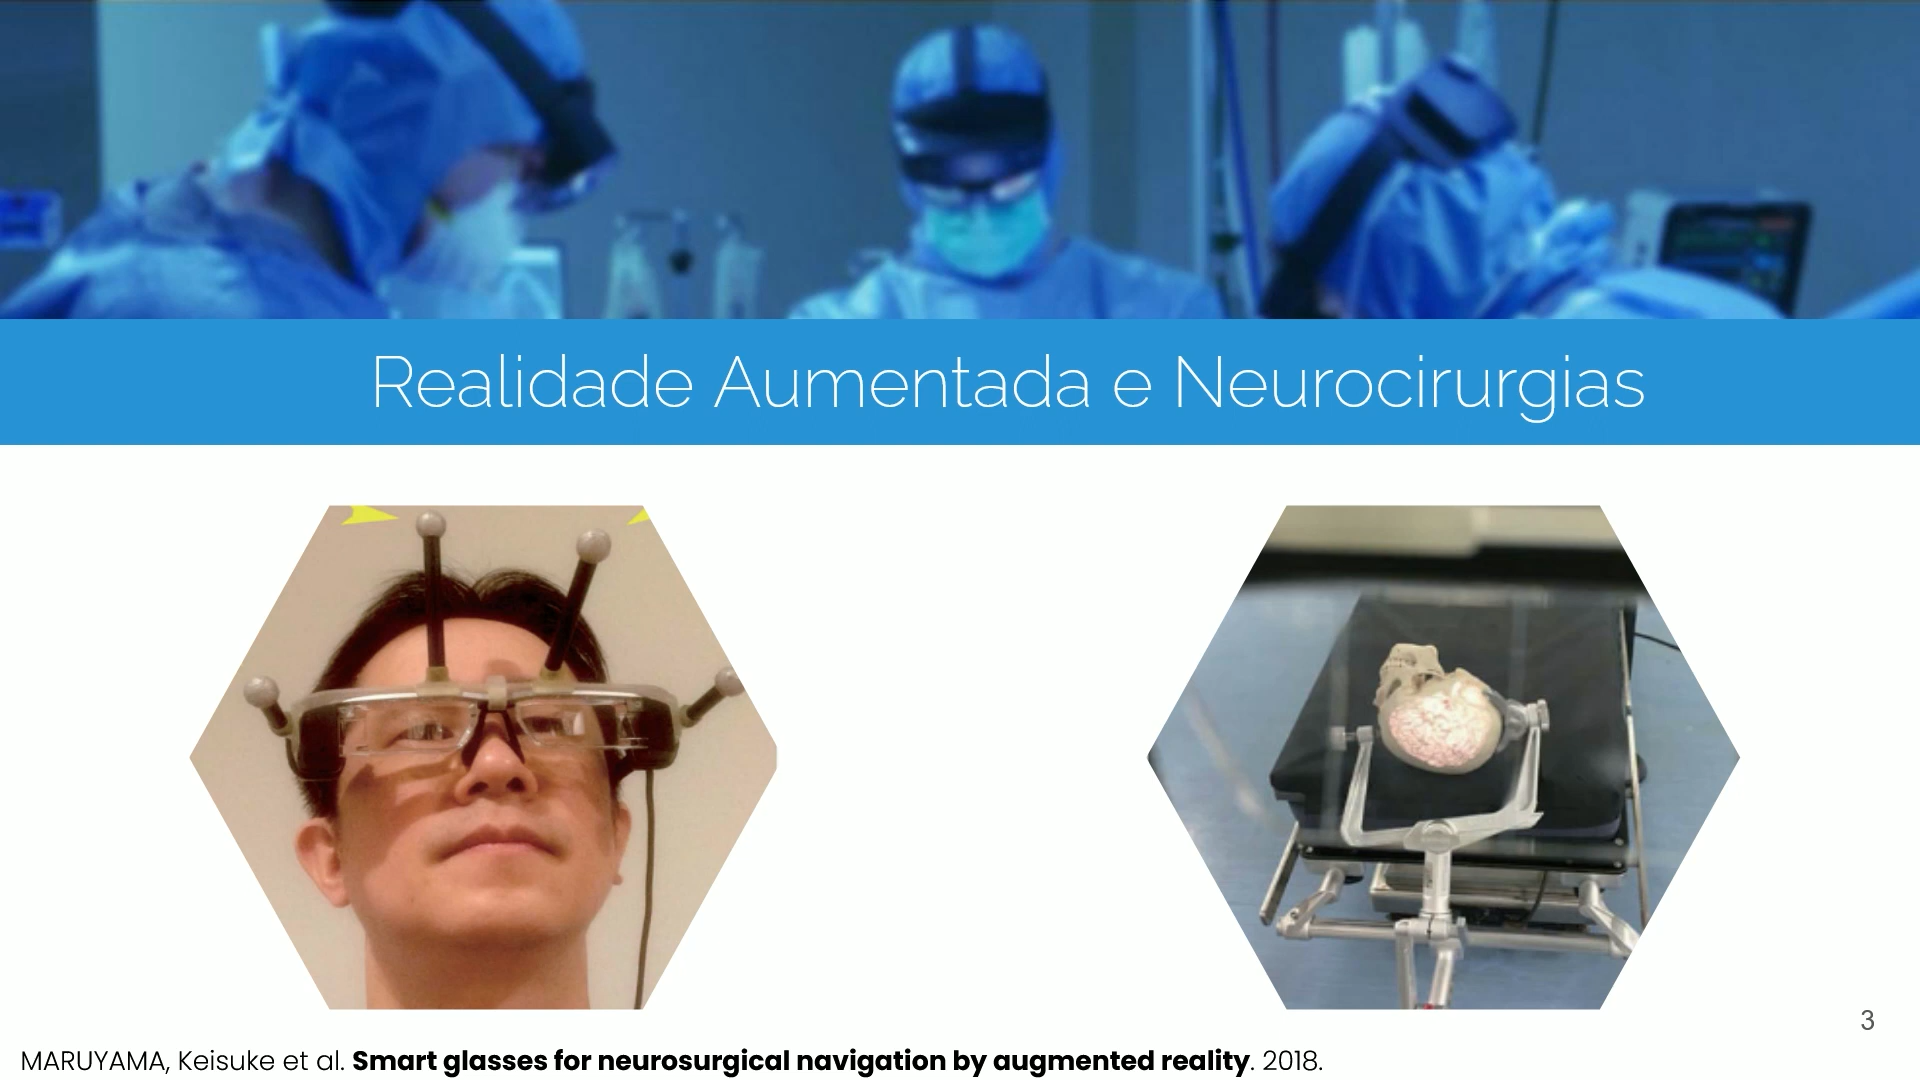 Realidade Aumentada e Neurocirurgias
3
MARUYAMA, Keisuke et al. Smart glasses for neurosurgical navigation by augmented reality. 2018.